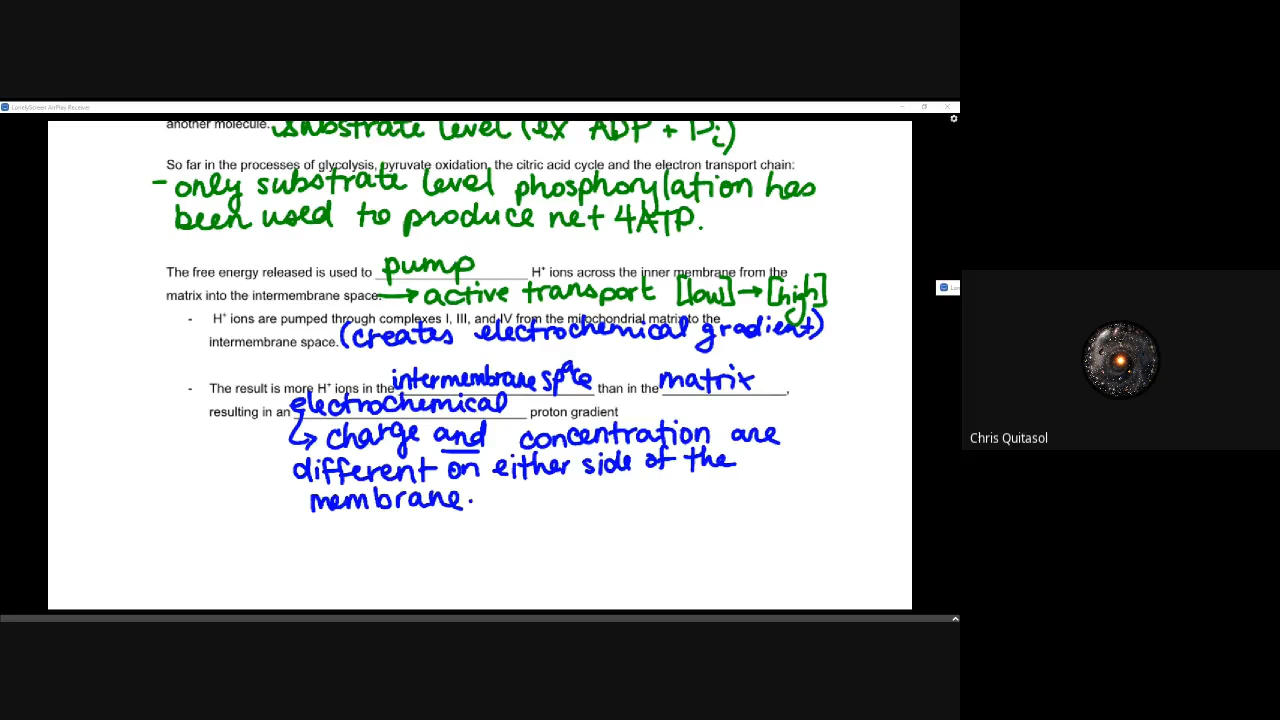 LonelyScreen AirPlay Receiver
another molecule. substrate level (ex ADP + Pi)
So far in the processes of glycolysis, pyruvate oxidation, the citric acid cycle and the electron transport chain:
- only substrate level phosphorylation has
been used to produce net 4ATP.
The free energy released is used to pump H+ ions across the inner membrane from the
matrix into the intermembrane space. → active transport [low] → [high]
- H+ ions are pumped through complexes I, III, and IV from the mitochondrial matrix to the
intermembrane space. (creates electrochemical gradient)
- The result is more H+ ions in the intermembrane space than in the matrix,
resulting in an electrochemical proton gradient
↳ charge and concentration are
different on either side of the
membrane.
Chris Quitasol